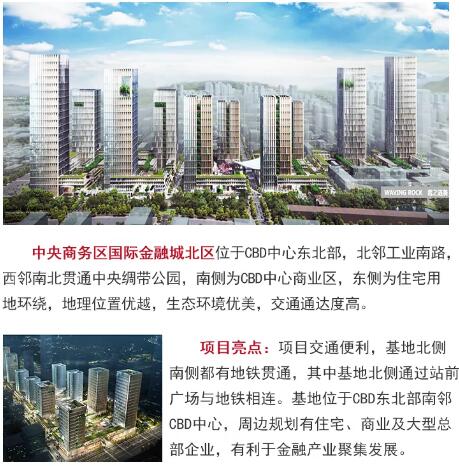 WAVING ROCK
中央商务区国际金融城北区位于CBD中心东北部，北邻工业南路，
西邻南北贯通中央绸带公园，南侧为CBD中心商业区，东侧为住宅用
地环绕，地理位置优越，生态环境优美，交通通达度高。
项目亮点：项目交通便利，基地北侧
南侧都有地铁贯通，其中基地北侧通过站前
广场与地铁相连。基地位于CBD东北部南邻
CBD中心，周边规划有住宅、商业及大型总
部企业，有利于金融产业聚集发展。